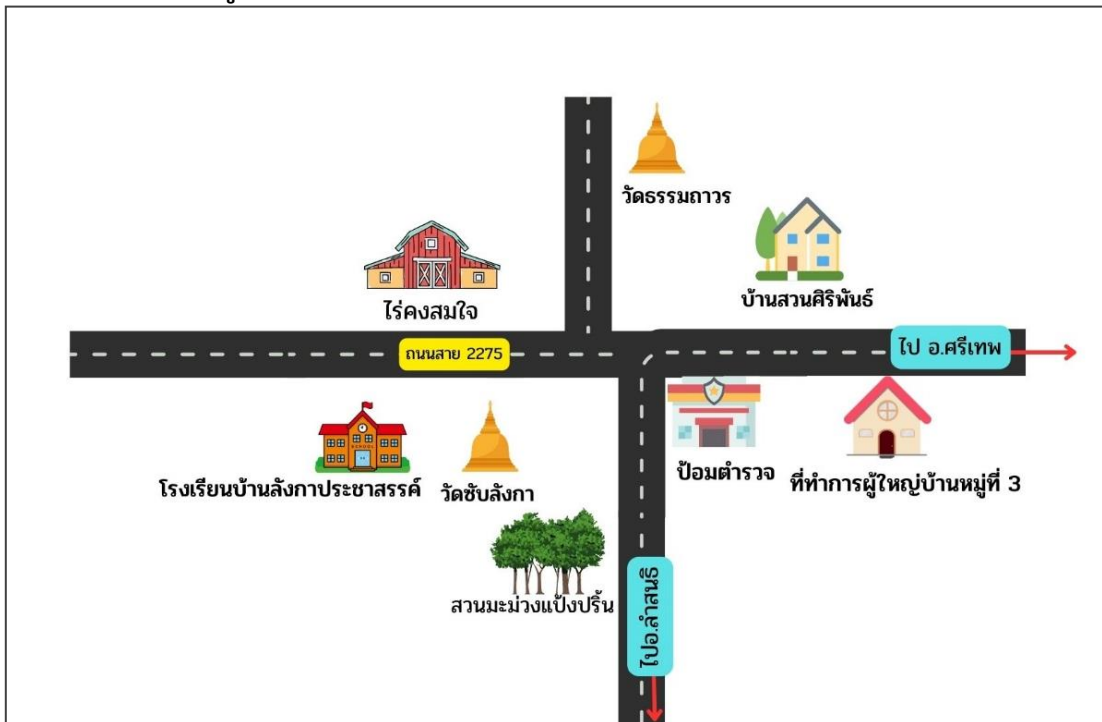 วัดธรรมถาวร
บ้านสวนศิริพันธ์
ไร่คงสมใจ
ถนนสาย 2275
ไป อ.ศรีเทพ
SCHOOL
ป้อมตำรวจ
ที่ทำการผู้ใหญ่บ้านหมู่ที่ 3
โรงเรียนบ้านลังกาประชาสรรค์
วัดซับลังกา
สวนมะม่วงแป้งปริ้น
ไปอ.ลำสนธิ